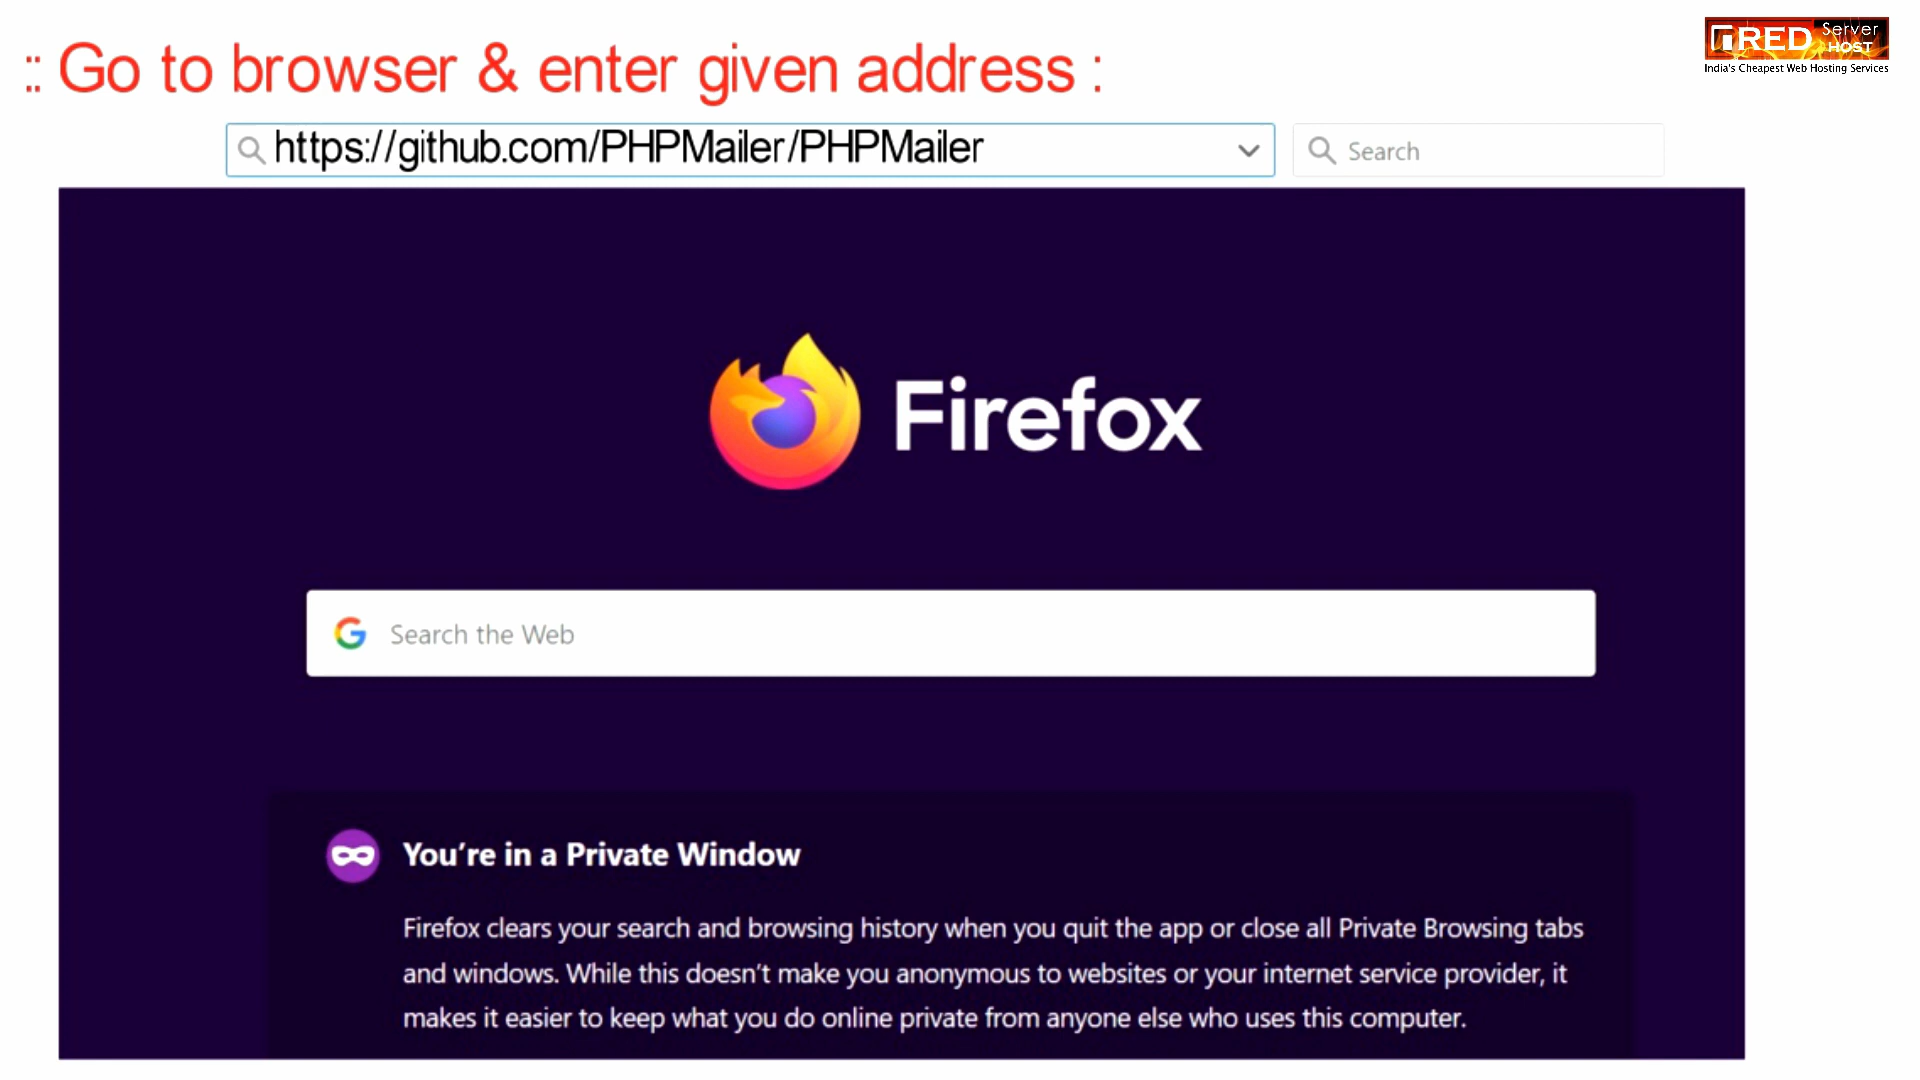 :: Go to browser & enter given address :
RED Server HOST
India's Cheapest Web Hosting Services
https://github.com/PHPMailer/PHPMailer
Search
Firefox
Search the Web
You’re in a Private Window
Firefox clears your search and browsing history when you quit the app or close all Private Browsing tabs
and windows. While this doesn’t make you anonymous to websites or your internet service provider, it
makes it easier to keep what you do online private from anyone else who uses this computer.